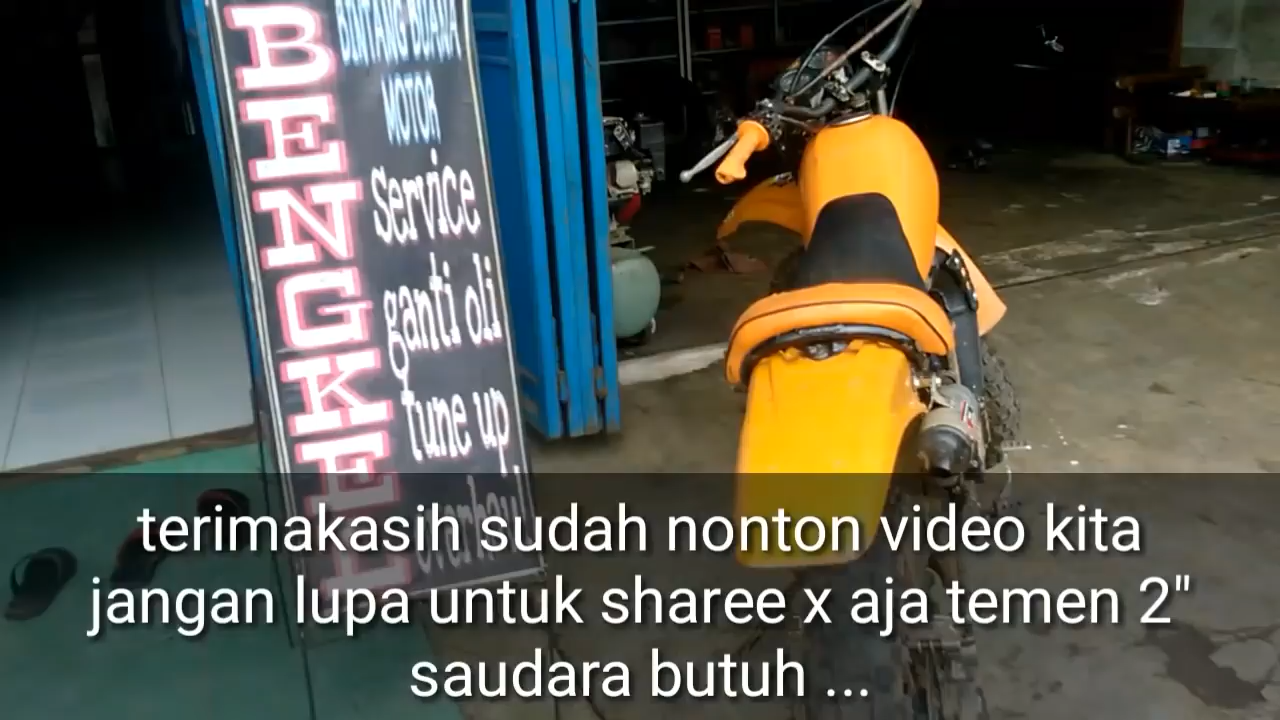 BENGKEL
BINTANG BUANA
MOTOR
Service
ganti oli
tune up
overhaul
terimakasih sudah nonton video kita
jangan lupa untuk sharee x aja temen 2"
saudara butuh ...